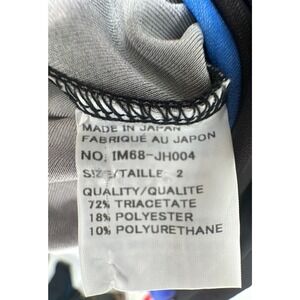 MADE IN JAPAN
FABRIQUÉ AU JAPON
NO. IM68-JH004
SIZE/TAILLE: 2
QUALITY/QUALITE
72% TRIACETATE
18% POLYESTER
10% POLYURETHANE